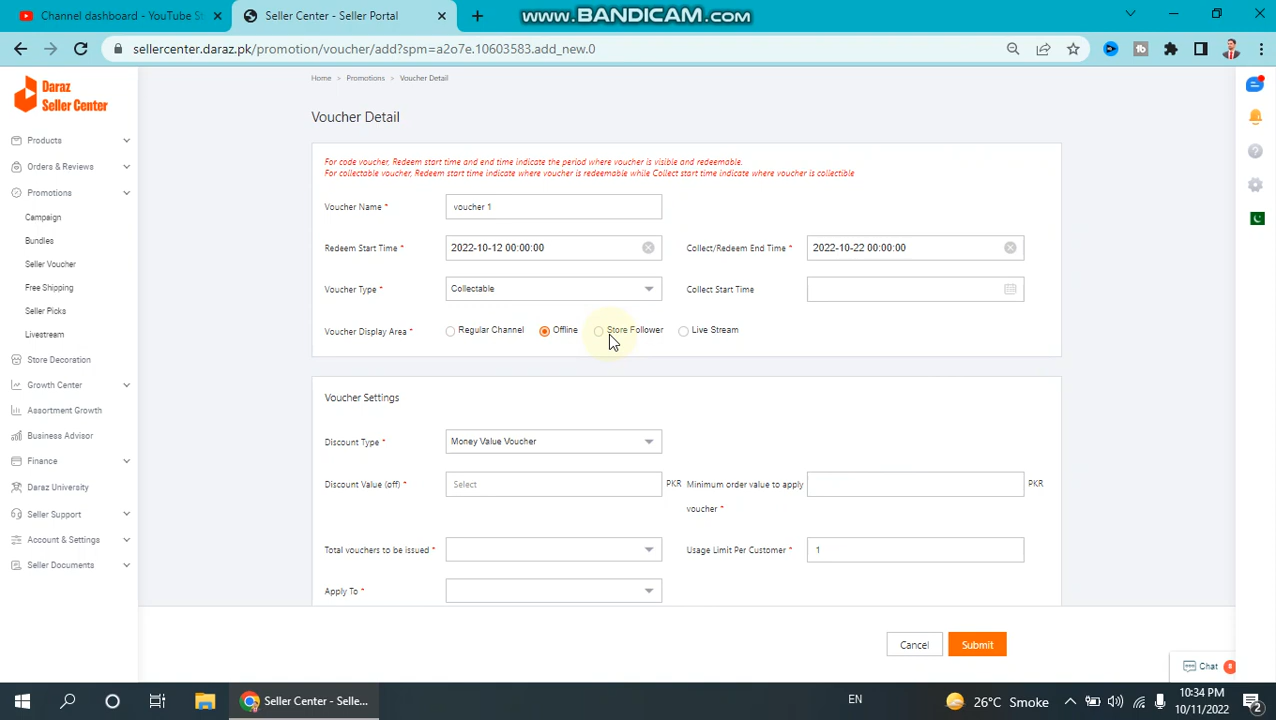 Channel dashboard - YouTube St
Seller Center - Seller Portal
www.BANDICAM.com
sellercenter.daraz.pk/promotion/voucher/add?spm=a2o7e.10603583.add_new.0
Daraz
Seller Center
Products
Orders & Reviews
Promotions
Campaign
Bundles
Seller Voucher
Free Shipping
Seller Picks
Livestream
Store Decoration
Growth Center
Assortment Growth
Business Advisor
Finance
Daraz University
Seller Support
Account & Settings
Seller Documents
Home > Promotions > Voucher Detail
Voucher Detail
For code voucher, Redeem start time and end time indicate the period where voucher is visible and redeemable.
For collectable voucher, Redeem start time indicate where voucher is redeemable while Collect start time indicate where voucher is collectible
Voucher Name * voucher 1
Redeem Start Time * 2022-10-12 00:00:00 Collect/Redeem End Time * 2022-10-22 00:00:00
Voucher Type * Collectable Collect Start Time
Voucher Display Area * Regular Channel Offline Store Follower Live Stream
Voucher Settings
Discount Type * Money Value Voucher
Discount Value (off) * Select PKR Minimum order value to apply PKR
voucher *
Total vouchers to be issued * Usage Limit Per Customer * 1
Apply To *
Cancel Submit
Chat
Seller Center - Selle...
EN
26°C Smoke
10:34 PM
10/11/2022
2